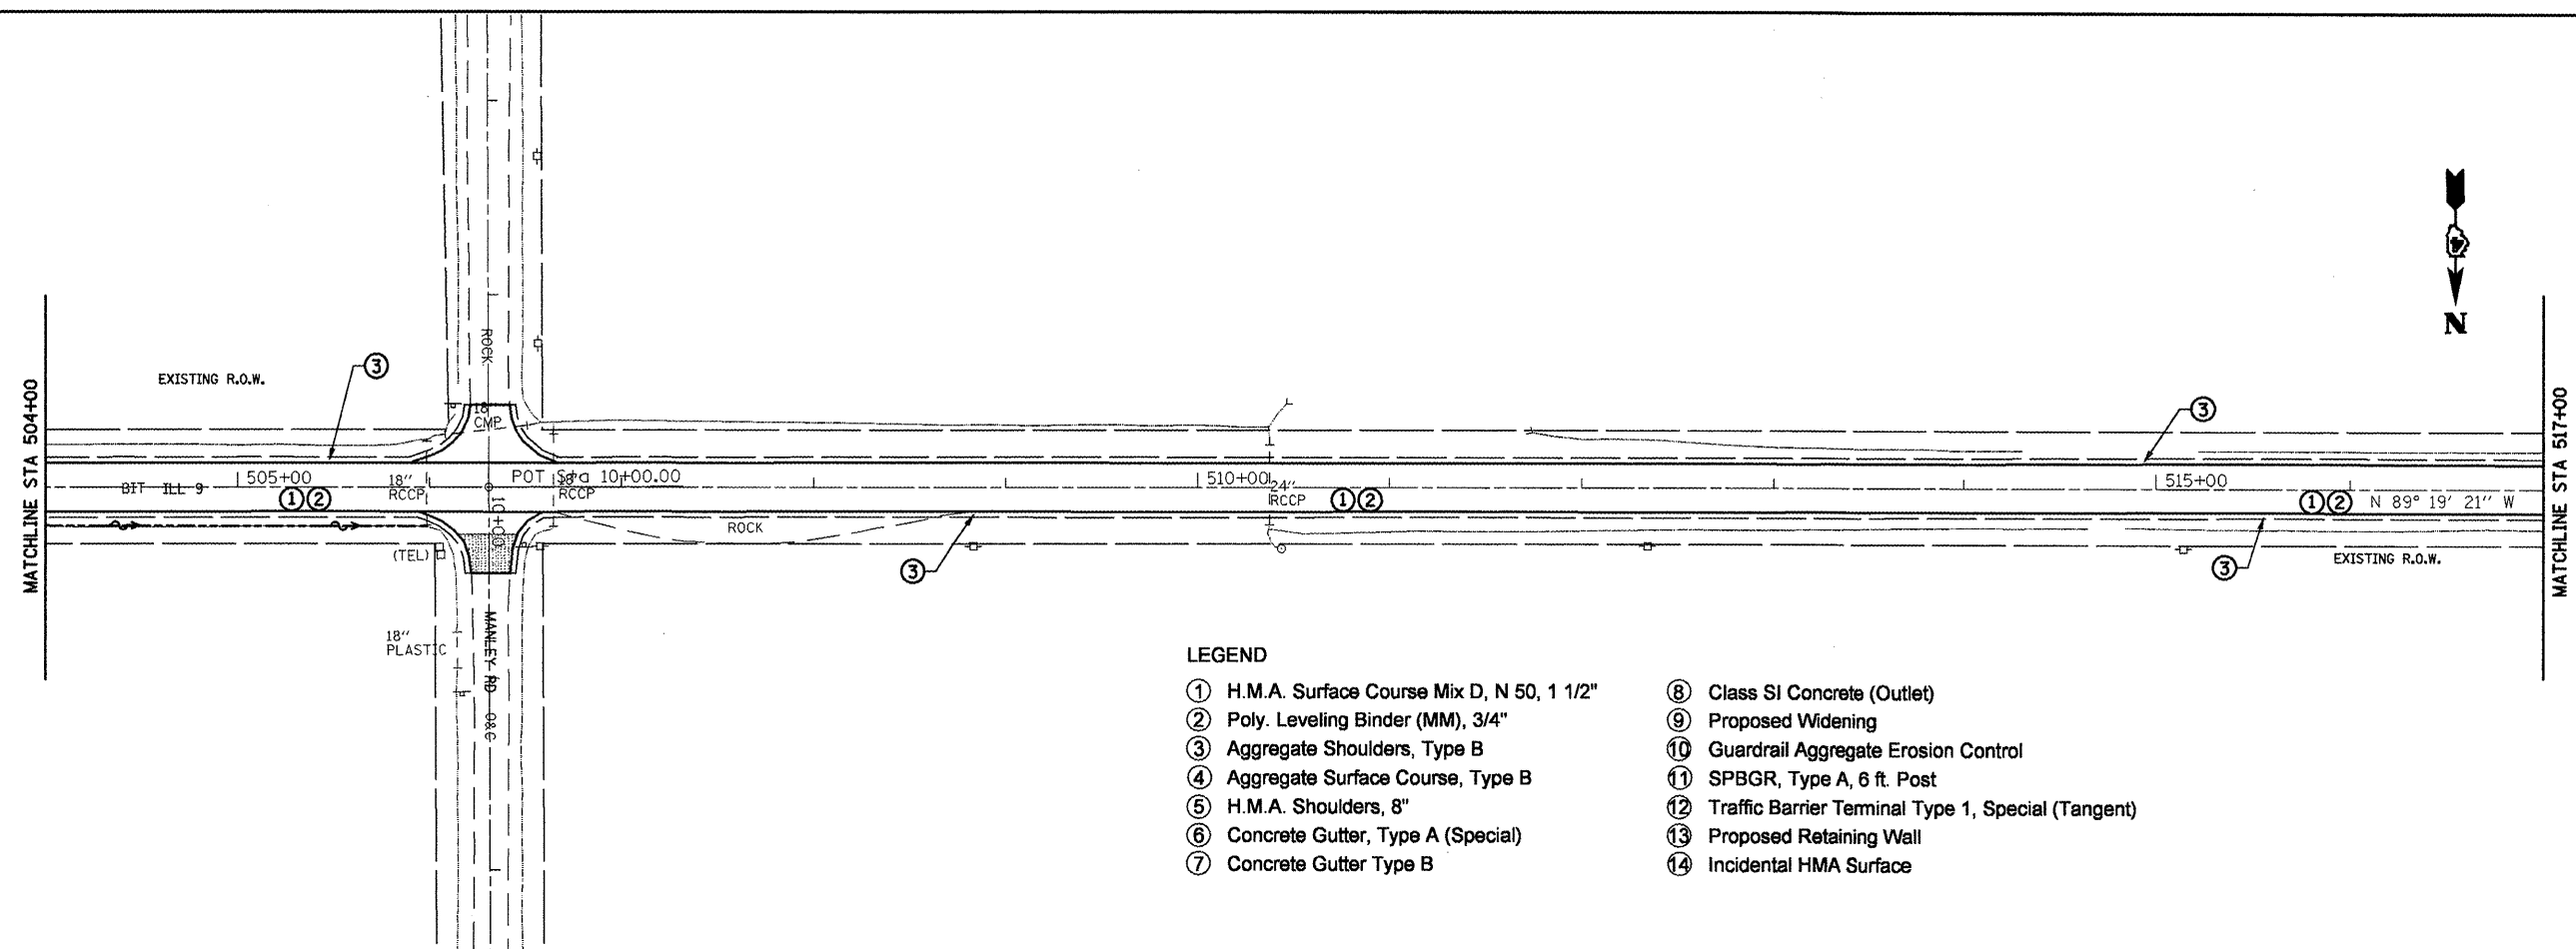 N
ROCK
③
EXISTING R.O.W.
③
MATCHLINE STA 504+00
MATCHLINE STA 517+00
18"
CMP
505+00
POT Sta 10+00.00
510+00
515+00
BIT ILL 9
① ②
18"
RCCP
18"
RCCP
24"
RCCP
① ②
① ②
N 89° 19' 21" W
10+00
ROCK
(TEL)
③
③
EXISTING R.O.W.
18"
PLASTIC
MANLEY RD O&C
LEGEND
① H.M.A. Surface Course Mix D, N 50, 1 1/2"
② Poly. Leveling Binder (MM), 3/4"
③ Aggregate Shoulders, Type B
④ Aggregate Surface Course, Type B
⑤ H.M.A. Shoulders, 8"
⑥ Concrete Gutter, Type A (Special)
⑦ Concrete Gutter Type B
⑧ Class SI Concrete (Outlet)
⑨ Proposed Widening
⑩ Guardrail Aggregate Erosion Control
⑪ SPBGR, Type A, 6 ft. Post
⑫ Traffic Barrier Terminal Type 1, Special (Tangent)
⑬ Proposed Retaining Wall
⑭ Incidental HMA Surface